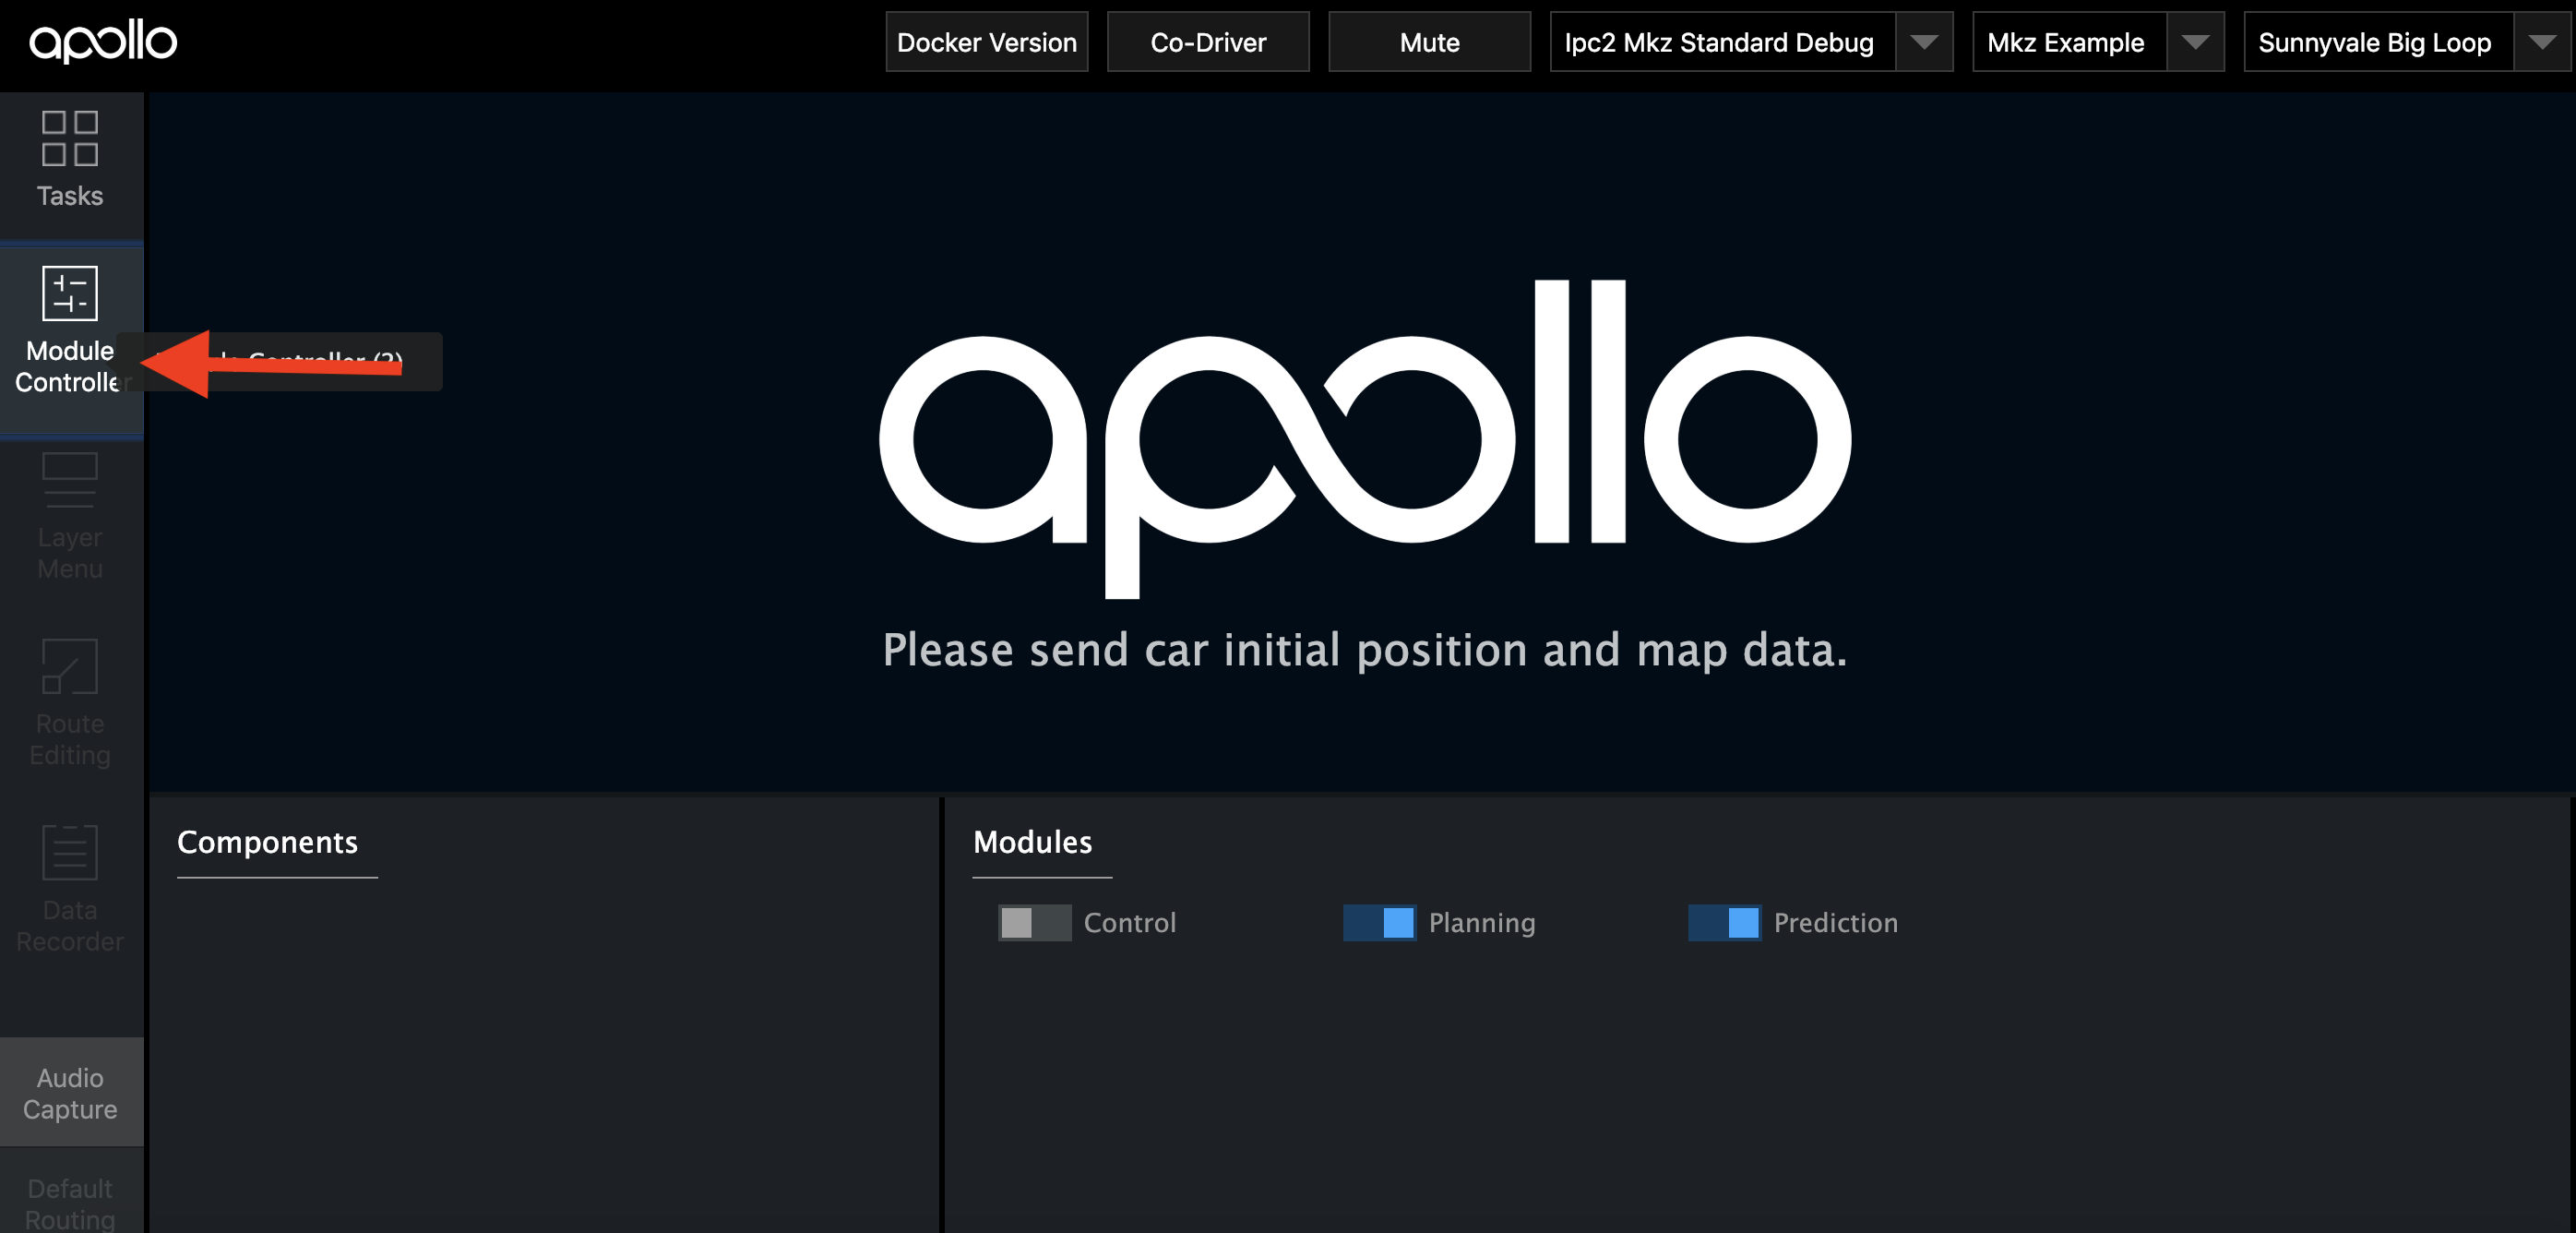 apollo
Docker Version
Co-Driver
Mute
Ipc2 Mkz Standard Debug
Mkz Example
Sunnyvale Big Loop
Tasks
Module
Controller
Controller (2)
Layer
Menu
Route
Editing
Data
Recorder
Audio
Capture
Default
Routing
apollo
Please send car initial position and map data.
Components
Modules
Control
Planning
Prediction